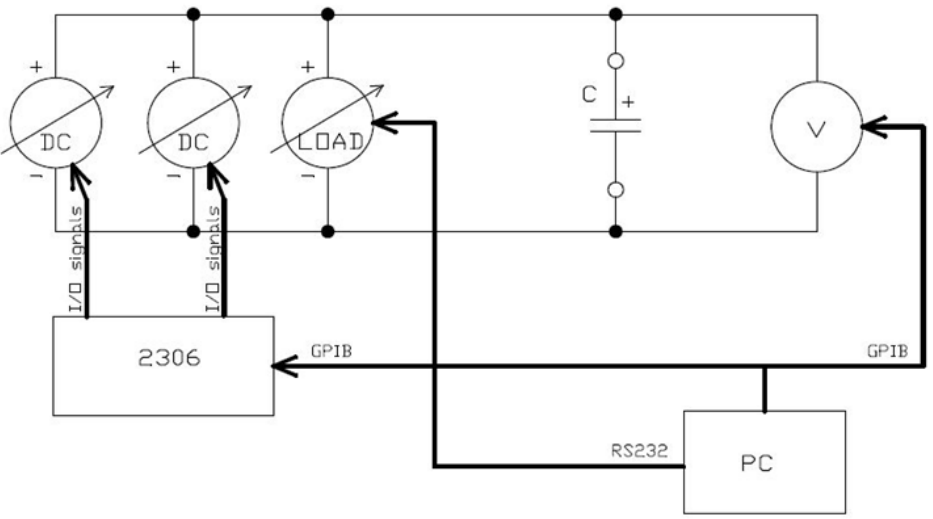 +
+
+
C
+
DC
DC
LOAD
V
-
-
-
I/O signals
I/O signals
2306
GPIB
GPIB
RS232
PC